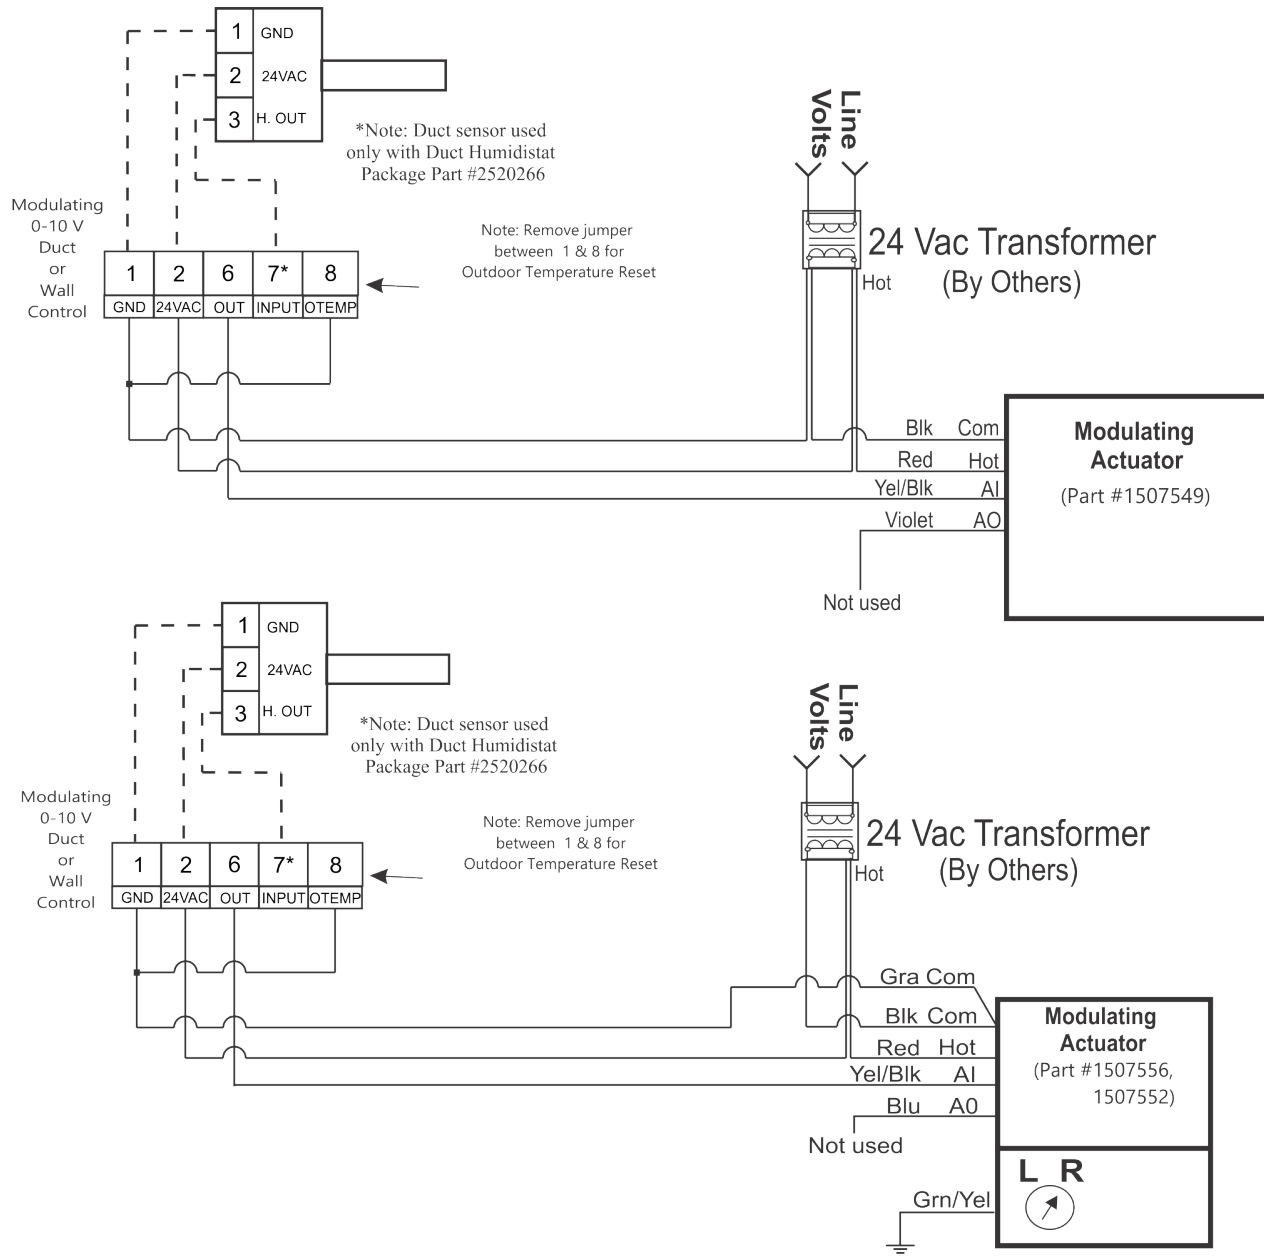 1 GND
2 24VAC
3 H. OUT
*Note: Duct sensor used
only with Duct Humidistat
Package Part #2520266
Modulating
0-10 V
Duct
or
Wall
Control
1 2 6 7* 8
GND 24VAC OUT INPUT OTEMP
Note: Remove jumper
between 1 & 8 for
Outdoor Temperature Reset
Line
Volts
24 Vac Transformer
(By Others)
Hot
Blk Com
Red Hot
Yel/Blk AI
Violet AO
Not used
Modulating
Actuator
(Part #1507549)
1 GND
2 24VAC
3 H. OUT
*Note: Duct sensor used
only with Duct Humidistat
Package Part #2520266
Modulating
0-10 V
Duct
or
Wall
Control
1 2 6 7* 8
GND 24VAC OUT INPUT OTEMP
Note: Remove jumper
between 1 & 8 for
Outdoor Temperature Reset
Line
Volts
24 Vac Transformer
(By Others)
Hot
Gra Com
Blk Com
Red Hot
Yel/Blk AI
Blu A0
Not used
Modulating
Actuator
(Part #1507556,
1507552)
L R
Grn/Yel